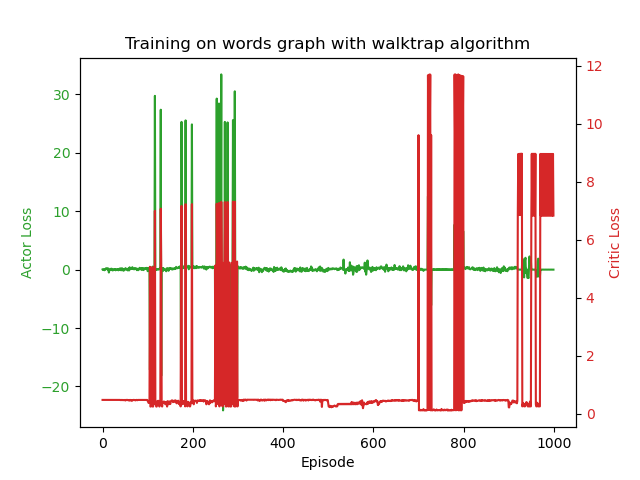 Training on words graph with walktrap algorithm
30
20
10
0
−10
−20
Actor Loss
12
10
8
6
4
2
0
Critic Loss
0 200 400 600 800 1000
Episode